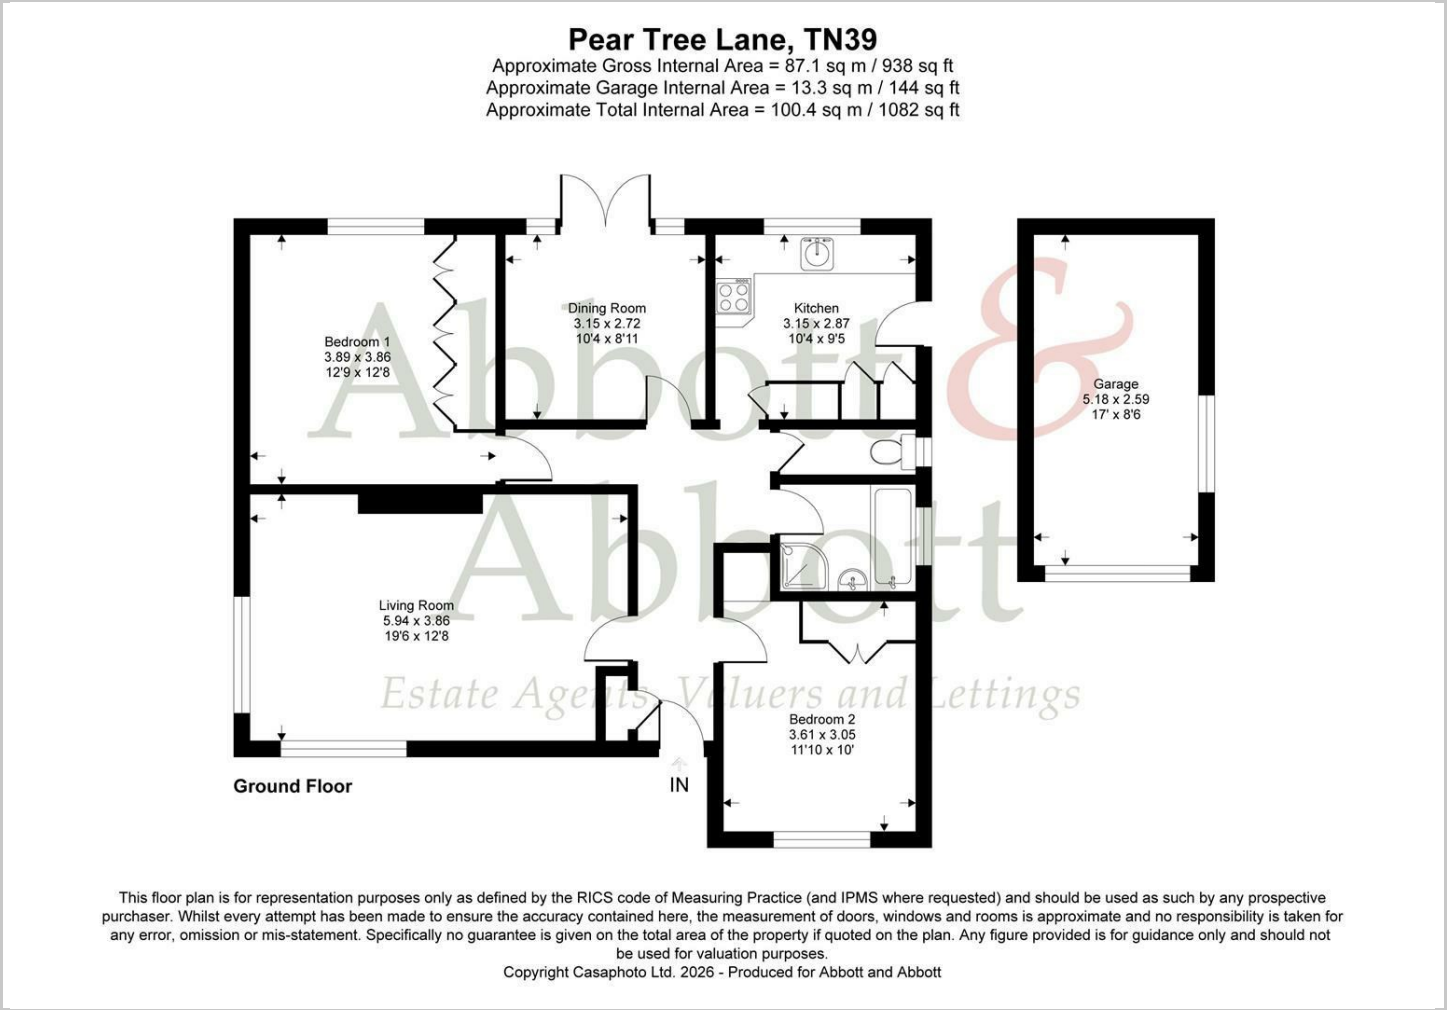 Pear Tree Lane, TN39
Approximate Gross Internal Area = 87.1 sq m / 938 sq ft
Approximate Garage Internal Area = 13.3 sq m / 144 sq ft
Approximate Total Internal Area = 100.4 sq m / 1082 sq ft
Abbott &
Abbott
Estate Agents, Valuers and Lettings
Bedroom 1
3.89 x 3.86
12'9 x 12'8
Dining Room
3.15 x 2.72
10'4 x 8'11
Kitchen
3.15 x 2.87
10'4 x 9'5
Garage
5.18 x 2.59
17' x 8'6
Living Room
5.94 x 3.86
19'6 x 12'8
Bedroom 2
3.61 x 3.05
11'10 x 10'
IN
Ground Floor
This floor plan is for representation purposes only as defined by the RICS code of Measuring Practice (and IPMS where requested) and should be used as such by any prospective
purchaser. Whilst every attempt has been made to ensure the accuracy contained here, the measurement of doors, windows and rooms is approximate and no responsibility is taken for
any error, omission or mis-statement. Specifically no guarantee is given on the total area of the property if quoted on the plan. Any figure provided is for guidance only and should not
be used for valuation purposes.
Copyright Casaphoto Ltd. 2026 - Produced for Abbott and Abbott